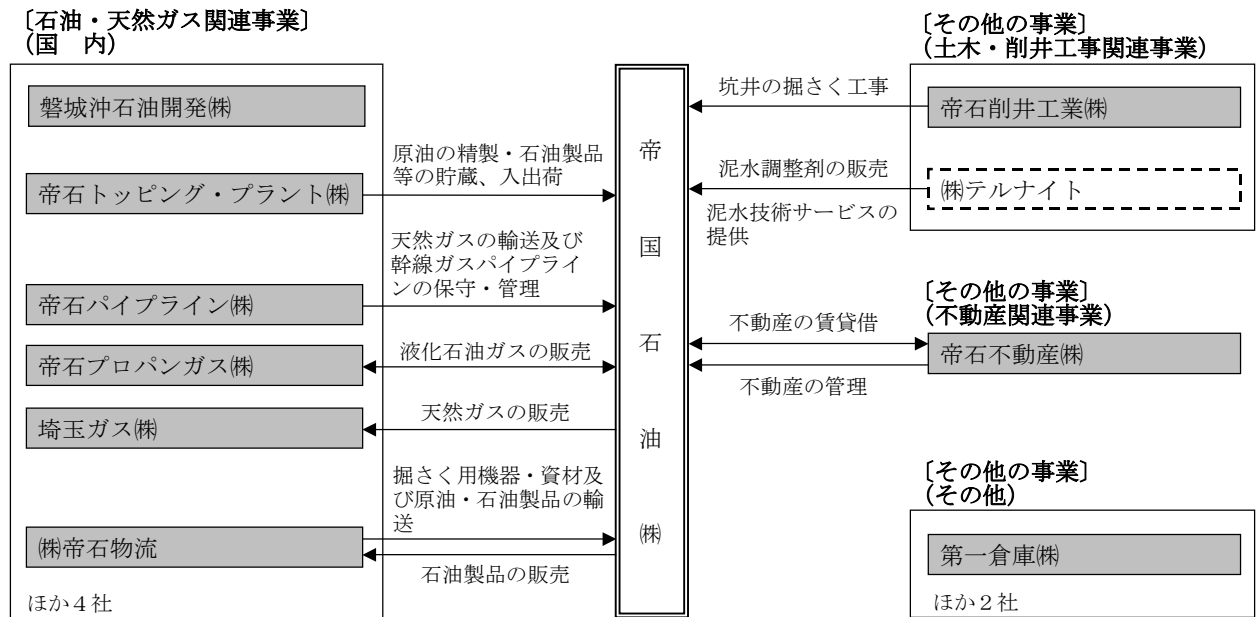 〔石油・天然ガス関連事業〕
(国　内)
磐城沖石油開発㈱
帝石トッピング・プラント㈱
帝石パイプライン㈱
帝石プロパンガス㈱
埼玉ガス㈱
㈱帝石物流
ほか４社
原油の精製・石油製品
等の貯蔵、入出荷
天然ガスの輸送及び
幹線ガスパイプライ
ンの保守・管理
液化石油ガスの販売
天然ガスの販売
掘さく用機器・資材及
び原油・石油製品の輸
送
石油製品の販売
帝国石油㈱
坑井の掘さく工事
泥水調整剤の販売
泥水技術サービスの
提供
不動産の賃貸借
不動産の管理
〔その他の事業〕
(土木・削井工事関連事業)
帝石削井工業㈱
㈱テルナイト
〔その他の事業〕
(不動産関連事業)
帝石不動産㈱
〔その他の事業〕
(その他)
第一倉庫㈱
ほか２社